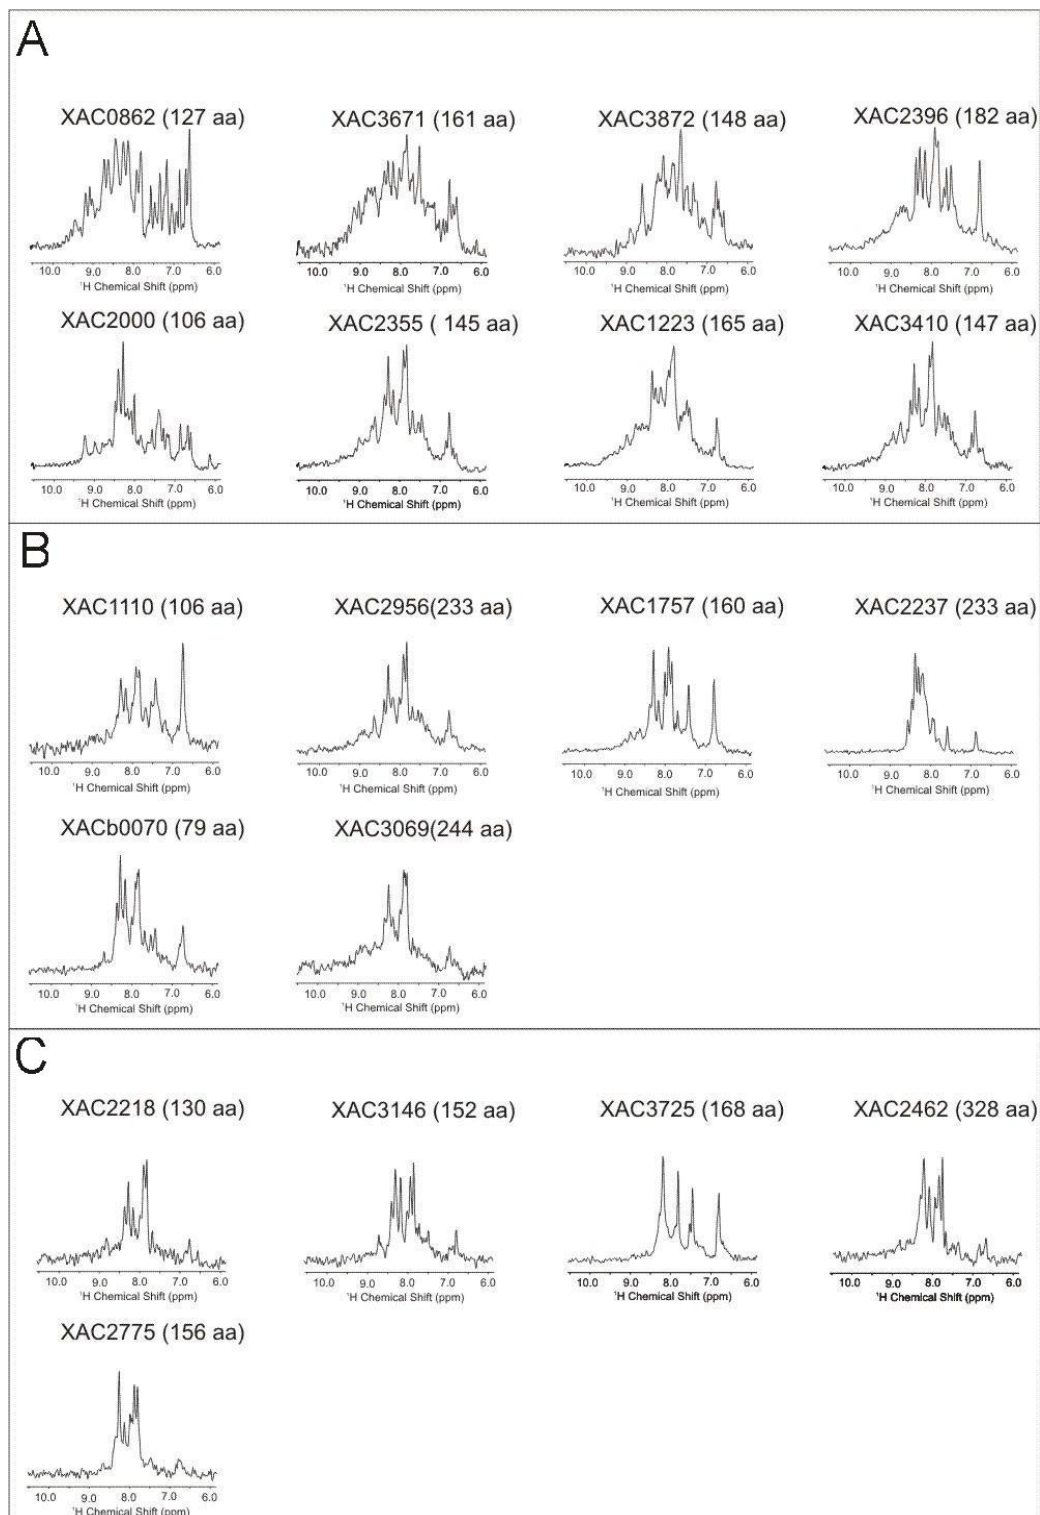 A
XAC0862 (127 aa) XAC3671 (161 aa) XAC3872 (148 aa) XAC2396 (182 aa)
10.0 9.0 8.0 7.0 6.0 10.0 9.0 8.0 7.0 6.0 10.0 9.0 8.0 7.0 6.0 10.0 9.0 8.0 7.0 6.0
¹H Chemical Shift (ppm) ¹H Chemical Shift (ppm) ¹H Chemical Shift (ppm) ¹H Chemical Shift (ppm)
XAC2000 (106 aa) XAC2355 ( 145 aa) XAC1223 (165 aa) XAC3410 (147 aa)
10.0 9.0 8.0 7.0 6.0 10.0 9.0 8.0 7.0 6.0 10.0 9.0 8.0 7.0 6.0 10.0 9.0 8.0 7.0 6.0
¹H Chemical Shift (ppm) ¹H Chemical Shift (ppm) ¹H Chemical Shift (ppm) ¹H Chemical Shift (ppm)
B
XAC1110 (106 aa) XAC2956(233 aa) XAC1757 (160 aa) XAC2237 (233 aa)
10.0 9.0 8.0 7.0 6.0 10.0 9.0 8.0 7.0 6.0 10.0 9.0 8.0 7.0 6.0 10.0 9.0 8.0 7.0 6.0
¹H Chemical Shift (ppm) ¹H Chemical Shift (ppm) ¹H Chemical Shift (ppm) ¹H Chemical Shift (ppm)
XACb0070 (79 aa) XAC3069(244 aa)
10.0 9.0 8.0 7.0 6.0 10.0 9.0 8.0 7.0 6.0
¹H Chemical Shift (ppm) ¹H Chemical Shift (ppm)
C
XAC2218 (130 aa) XAC3146 (152 aa) XAC3725 (168 aa) XAC2462 (328 aa)
10.0 9.0 8.0 7.0 6.0 10.0 9.0 8.0 7.0 6.0 10.0 9.0 8.0 7.0 6.0 10.0 9.0 8.0 7.0 6.0
¹H Chemical Shift (ppm) ¹H Chemical Shift (ppm) ¹H Chemical Shift (ppm) ¹H Chemical Shift (ppm)
XAC2775 (156 aa)
10.0 9.0 8.0 7.0 6.0
¹H Chemical Shift (ppm)